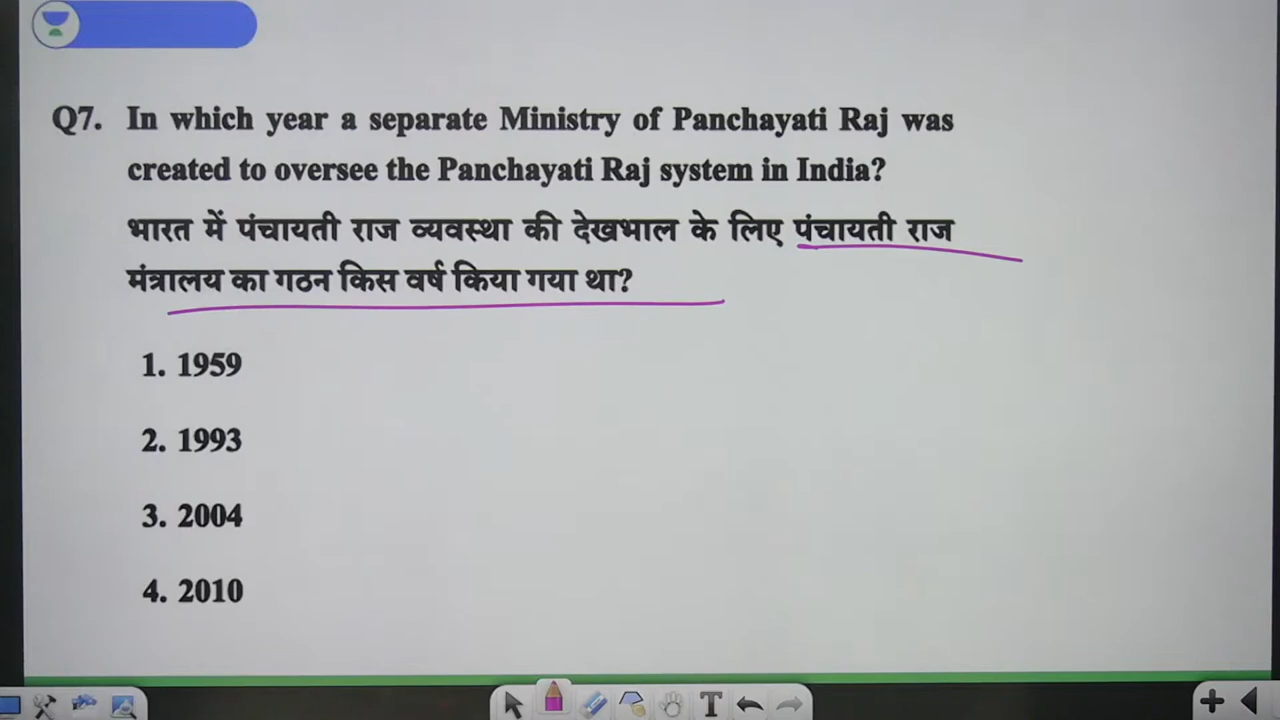 Q7. In which year a separate Ministry of Panchayati Raj was
created to oversee the Panchayati Raj system in India?
भारत में पंचायती राज व्यवस्था की देखभाल के लिए पंचायती राज
मंत्रालय का गठन किस वर्ष किया गया था?
1. 1959
2. 1993
3. 2004
4. 2010
T